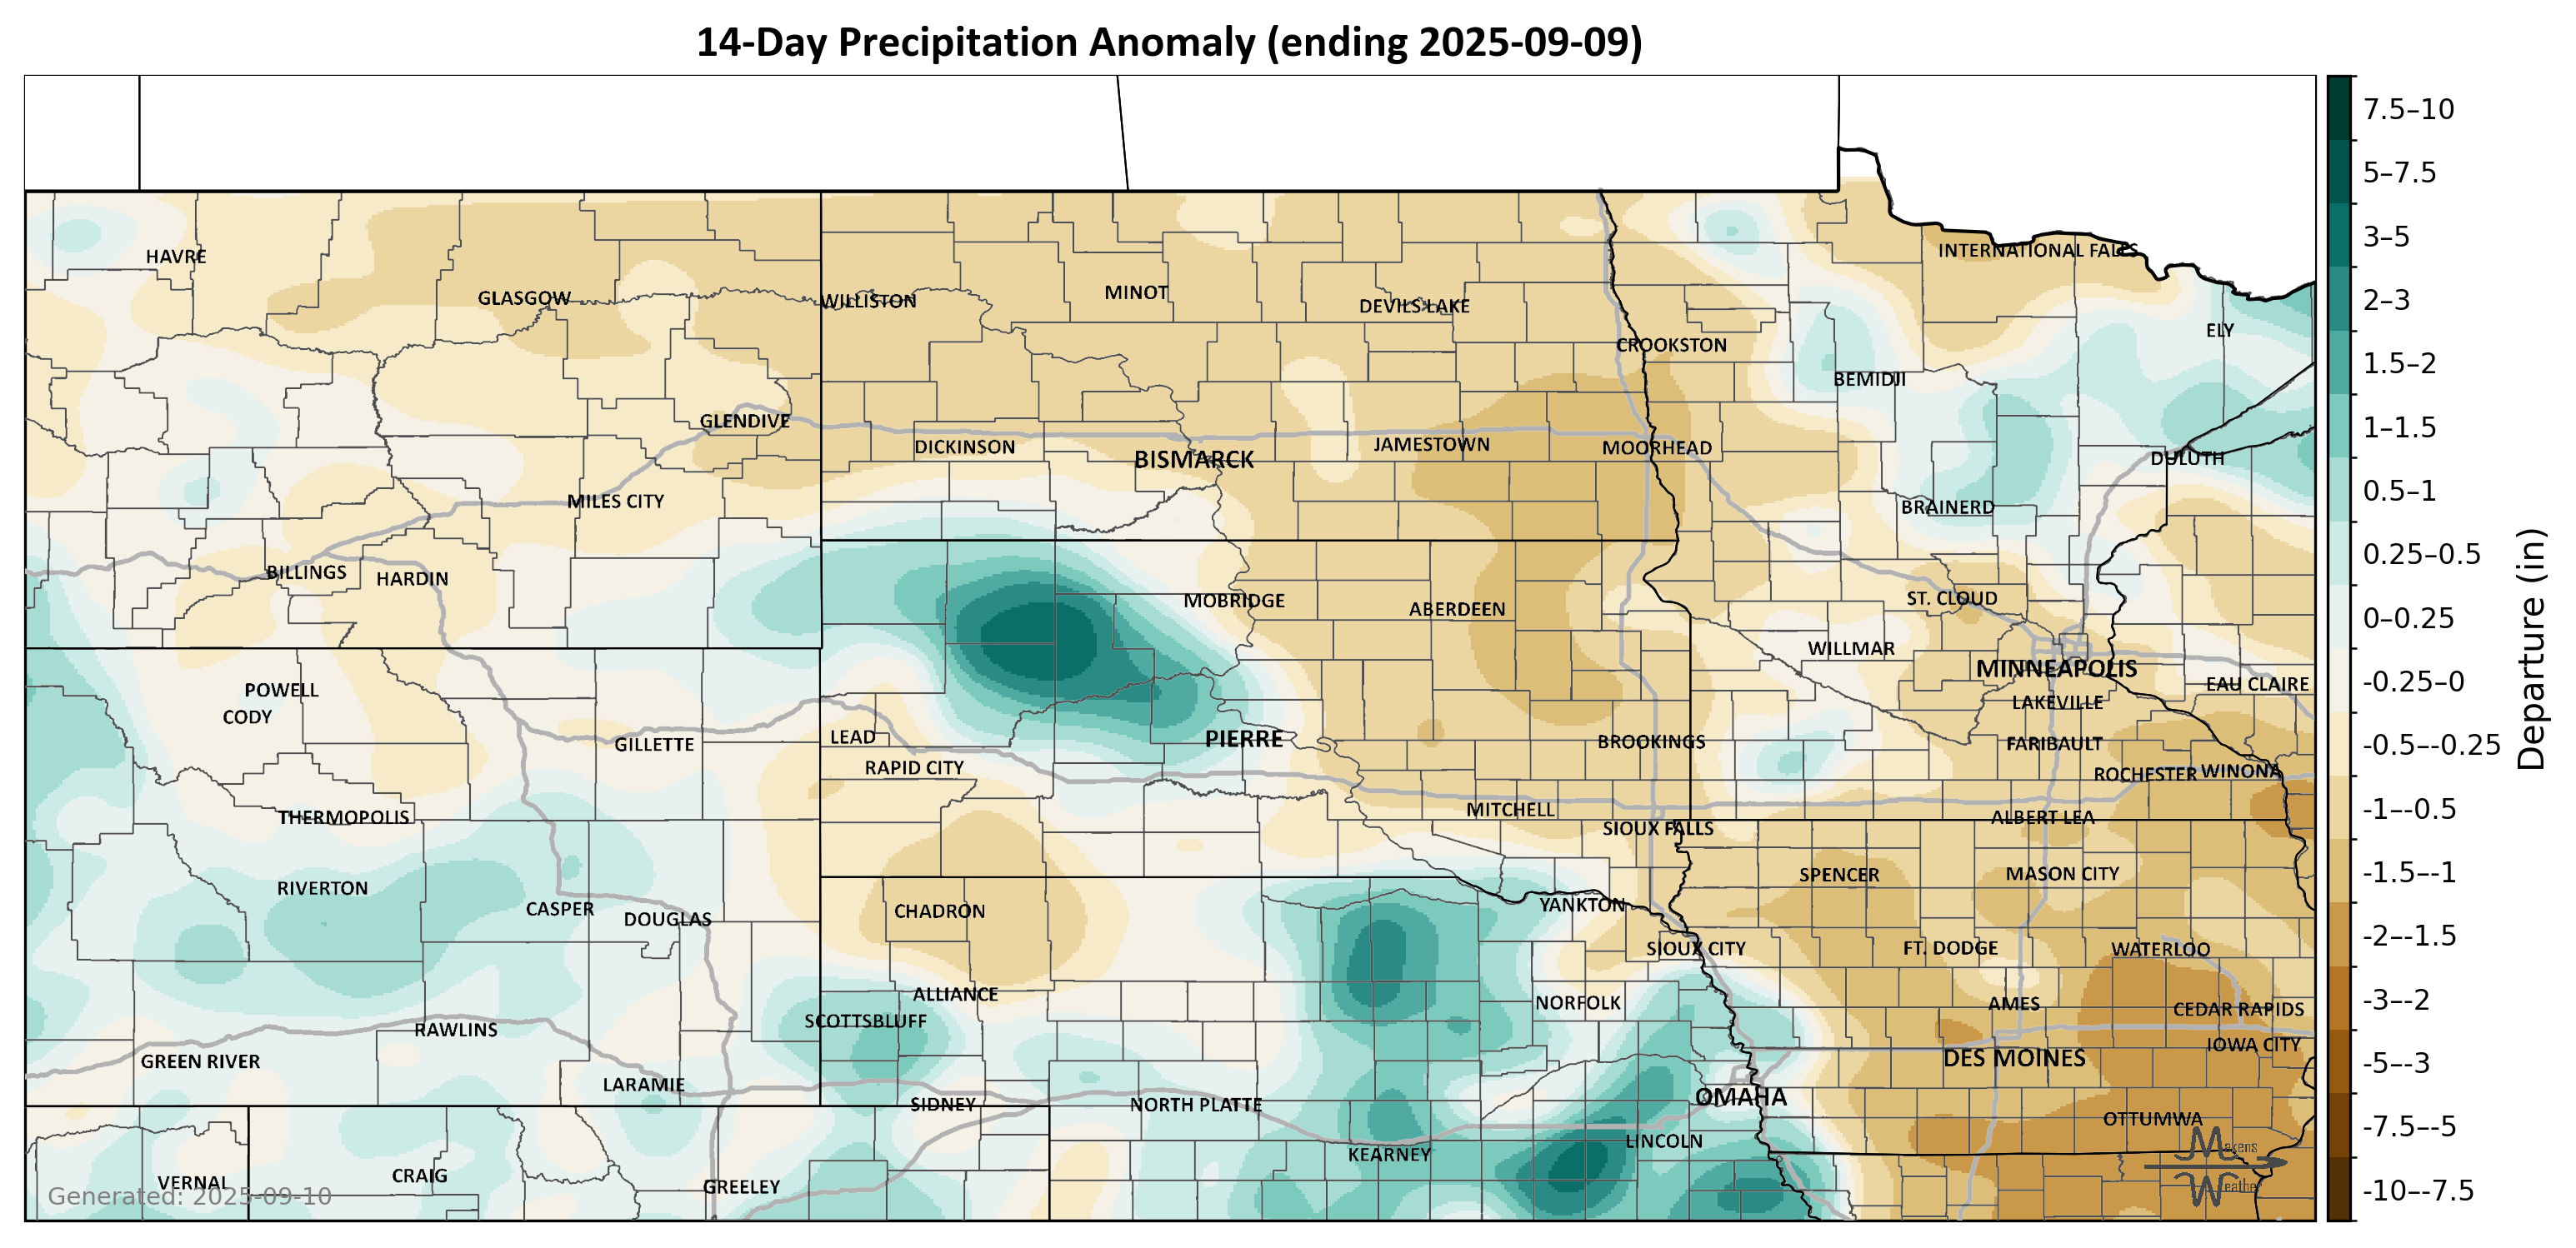 14-Day Precipitation Anomaly (ending 2025-09-09)
HAVRE
GLASGOW
WILLISTON
MINOT
DEVILS LAKE
CROOKSTON
INTERNATIONAL FALLS
ELY
BEMIDJI
GLENDIVE
DICKINSON
BISMARCK
JAMESTOWN
MOORHEAD
DULUTH
MILES CITY
BRAINERD
BILLINGS
HARDIN
MOBRIDGE
ABERDEEN
ST. CLOUD
WILLMAR
MINNEAPOLIS
EAU CLAIRE
LAKEVILLE
POWELL
CODY
GILLETTE
LEAD
PIERRE
BROOKINGS
FARIBAULT
RAPID CITY
ROCHESTER
WINONA
THERMOPOLIS
MITCHELL
SIOUX FALLS
ALBERT LEA
RIVERTON
SPENCER
MASON CITY
CASPER
DOUGLAS
CHADRON
YANKTON
SIOUX CITY
FT. DODGE
WATERLOO
ALLIANCE
NORFOLK
AMES
CEDAR RAPIDS
SCOTTSBLUFF
RAWLINS
IOWA CITY
GREEN RIVER
DES MOINES
LARAMIE
SIDNEY
NORTH PLATTE
OMAHA
OTTUMWA
LINCOLN
KEARNEY
VERNAL
CRAIG
GREELEY
Generated: 2025-09-10
Makens
Weather
7.5–10
5–7.5
3–5
2–3
1.5–2
1–1.5
0.5–1
0.25–0.5
0–0.25
-0.25–0
-0.5–-0.25
-1–-0.5
-1.5–-1
-2–-1.5
-3–-2
-5–-3
-7.5–-5
-10–-7.5
Departure (in)